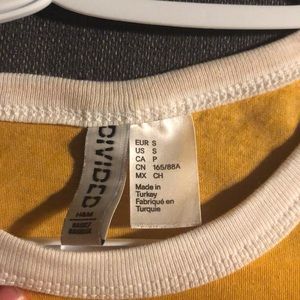 DIVIDED
H&M
EUR S
US S
CA P
CN 165/88A
MX CH
Made in
Turkey
Fabriqué en
Turquie